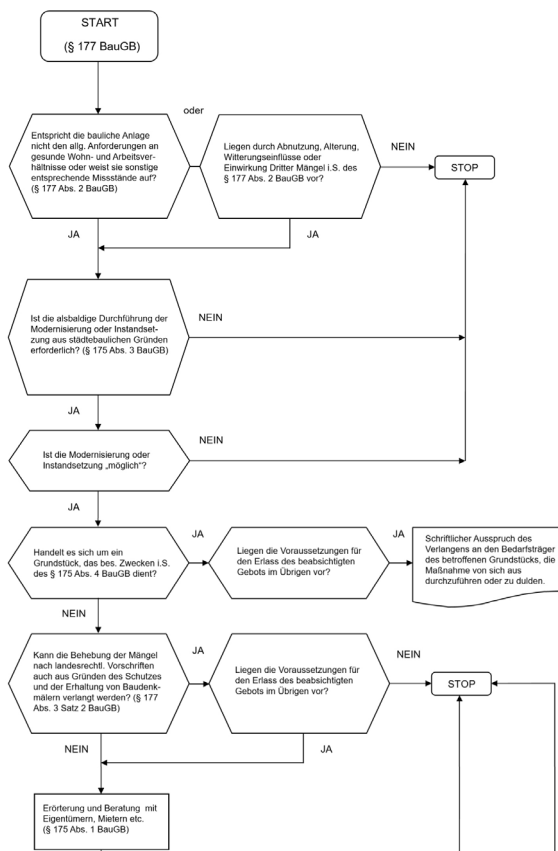 START
(§ 177 BauGB)
oder
Entspricht die bauliche Anlage
nicht den allg. Anforderungen an
gesunde Wohn- und Arbeitsver-
hältnisse oder weist sie sonstige
entsprechende Missstände auf?
(§ 177 Abs. 2 BauGB)
Liegen durch Abnutzung, Alterung,
Witterungseinflüsse oder
Einwirkung Dritter Mängel i.S. des
§ 177 Abs. 2 BauGB vor?
NEIN
STOP
JA
JA
Ist die alsbaldige Durchführung der
Modernisierung oder Instandset-
zung aus städtebaulichen Gründen
erforderlich? (§ 175 Abs. 3 BauGB)
NEIN
JA
Ist die Modernisierung oder
Instandsetzung „möglich“?
NEIN
JA
Handelt es sich um ein
Grundstück, das bes. Zwecken i.S.
des § 175 Abs. 4 BauGB dient?
JA
Liegen die Voraussetzungen für
den Erlass des beabsichtigten
Gebots im Übrigen vor?
JA
Schriftlicher Ausspruch des
Verlangens an den Bedarfsträger
des betroffenen Grundstücks, die
Maßnahme von sich aus
durchzuführen oder zu dulden.
NEIN
Kann die Behebung der Mängel
nach landesrechtl. Vorschriften
auch aus Gründen des Schutzes
und der Erhaltung von Baudenk-
mälern verlangt werden? (§ 177
Abs. 3 Satz 2 BauGB)
JA
Liegen die Voraussetzungen für
den Erlass des beabsichtigten
Gebots im Übrigen vor?
NEIN
STOP
NEIN
JA
Erörterung und Beratung mit
Eigentümern, Mietern etc.
(§ 175 Abs. 1 BauGB)